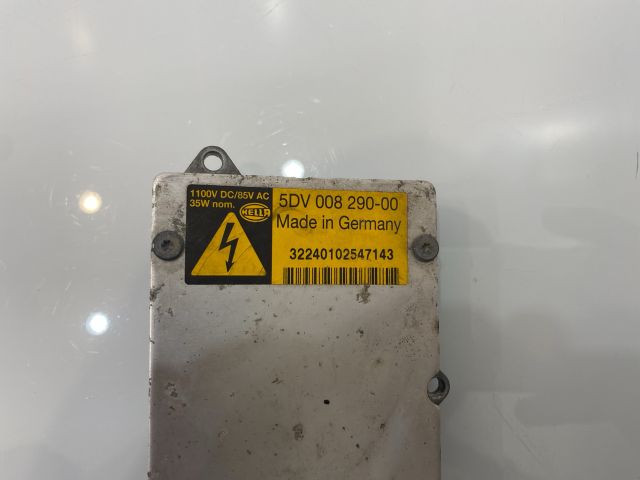 1100V DC/85V AC
35W nom.
HELLA
5DV 008 290-00
Made in Germany
32240102547143